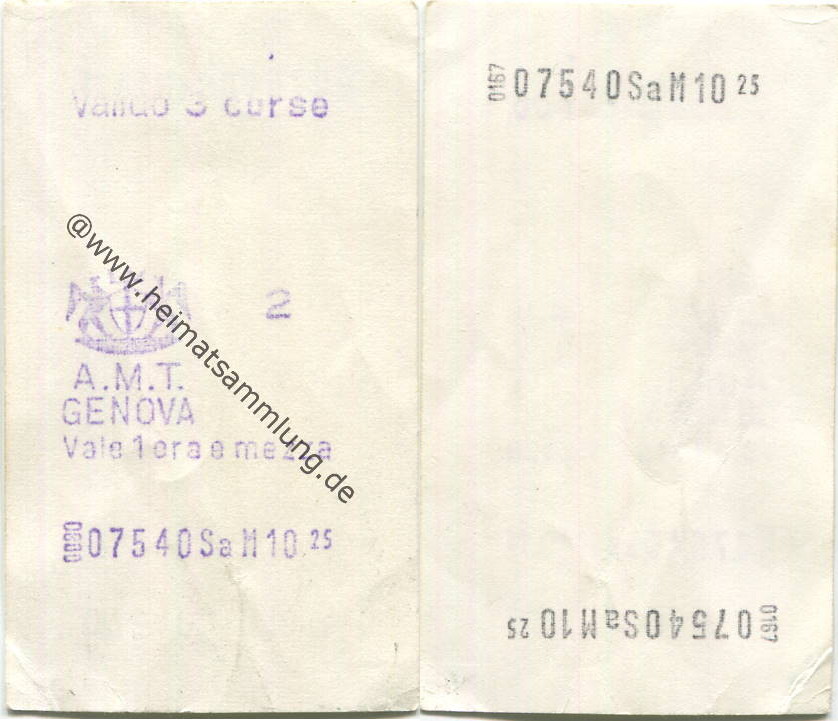 Valido 3 corse
@www.heimatsammlung.de
2
A.M.T.
GENOVA
Vale 1 ora e mezza
0080 07540SaM10 25
0167 07540SaM10 25
0167 07540SaM10 25